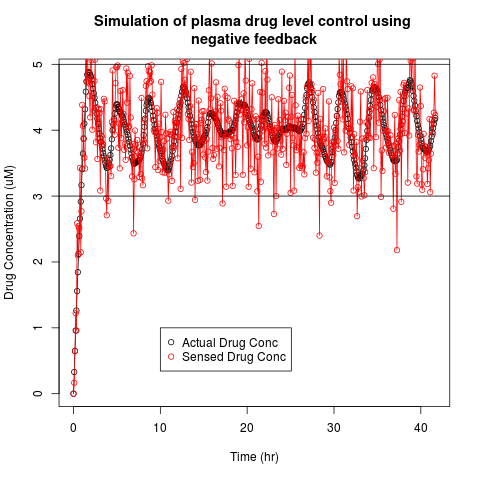 Simulation of plasma drug level control using
negative feedback
Drug Concentration (uM)
5
4
3
2
1
0
Actual Drug Conc
Sensed Drug Conc
0 10 20 30 40
Time (hr)